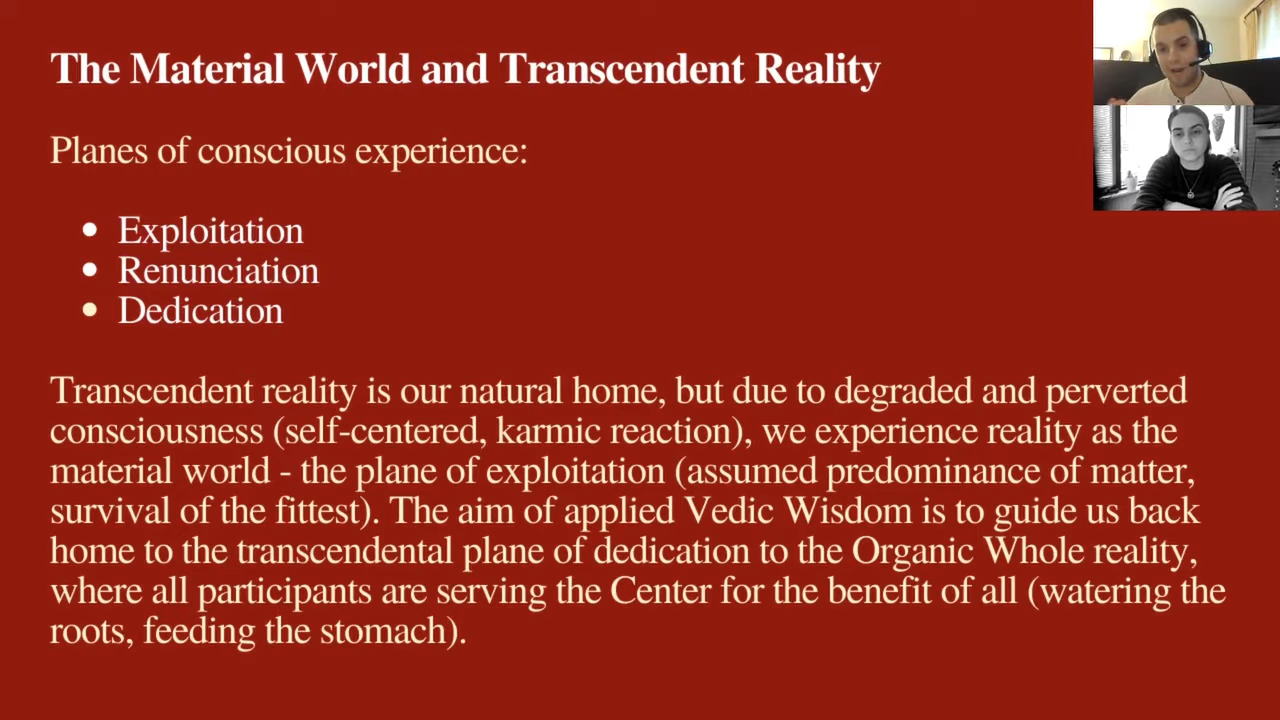 The Material World and Transcendent Reality
Planes of conscious experience:
Exploitation
Renunciation
Dedication
Transcendent reality is our natural home, but due to degraded and perverted
consciousness (self-centered, karmic reaction), we experience reality as the
material world - the plane of exploitation (assumed predominance of matter,
survival of the fittest). The aim of applied Vedic Wisdom is to guide us back
home to the transcendental plane of dedication to the Organic Whole reality,
where all participants are serving the Center for the benefit of all (watering the
roots, feeding the stomach).